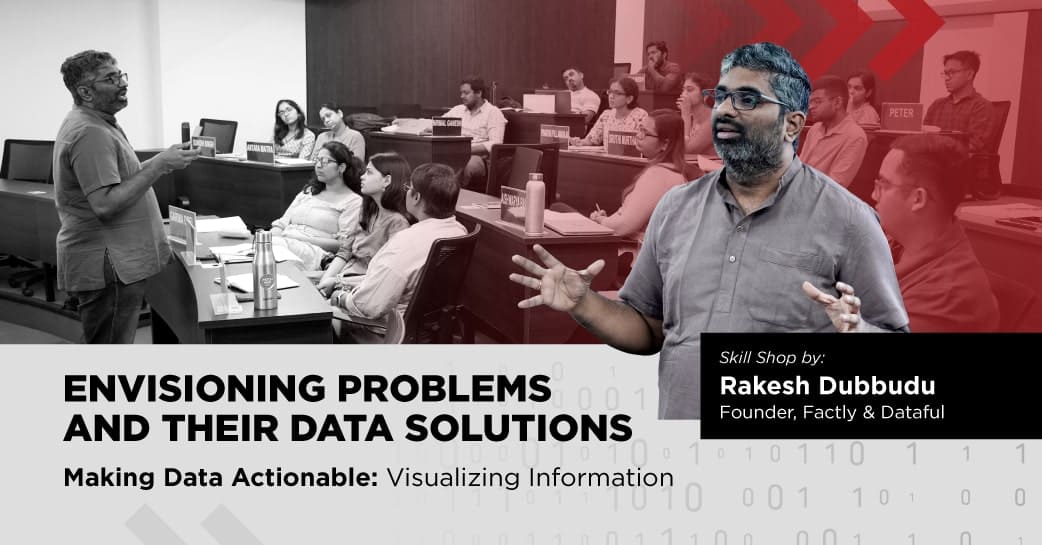 PETER
ENVISIONING PROBLEMS
AND THEIR DATA SOLUTIONS
Making Data Actionable: Visualizing Information
Skill Shop by:
Rakesh Dubbudu
Founder, Factly & Dataful